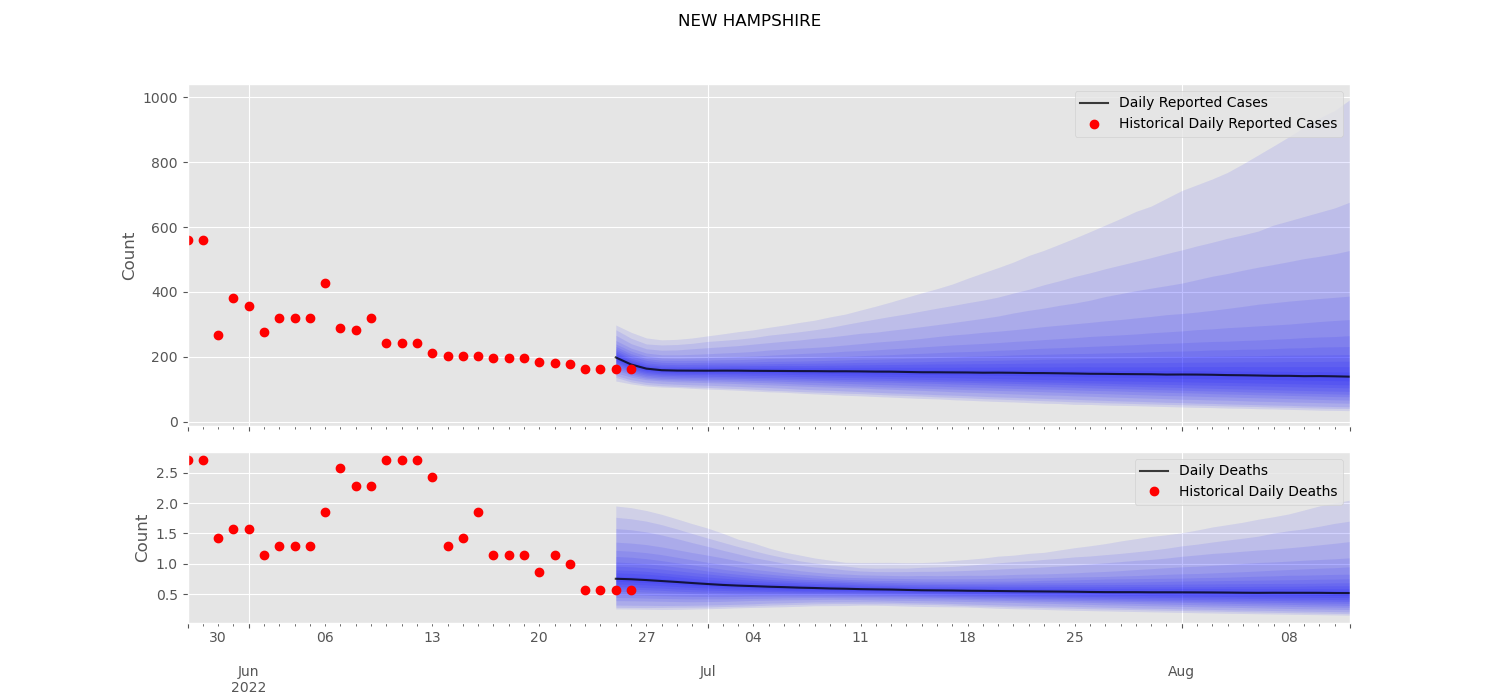 NEW HAMPSHIRE
1000
800
600
400
200
0
Count
Daily Reported Cases
Historical Daily Reported Cases
2.5
2.0
1.5
1.0
0.5
Count
Daily Deaths
Historical Daily Deaths
30 06 13 20 27 04 11 18 25 08
Jun Jul Aug
2022